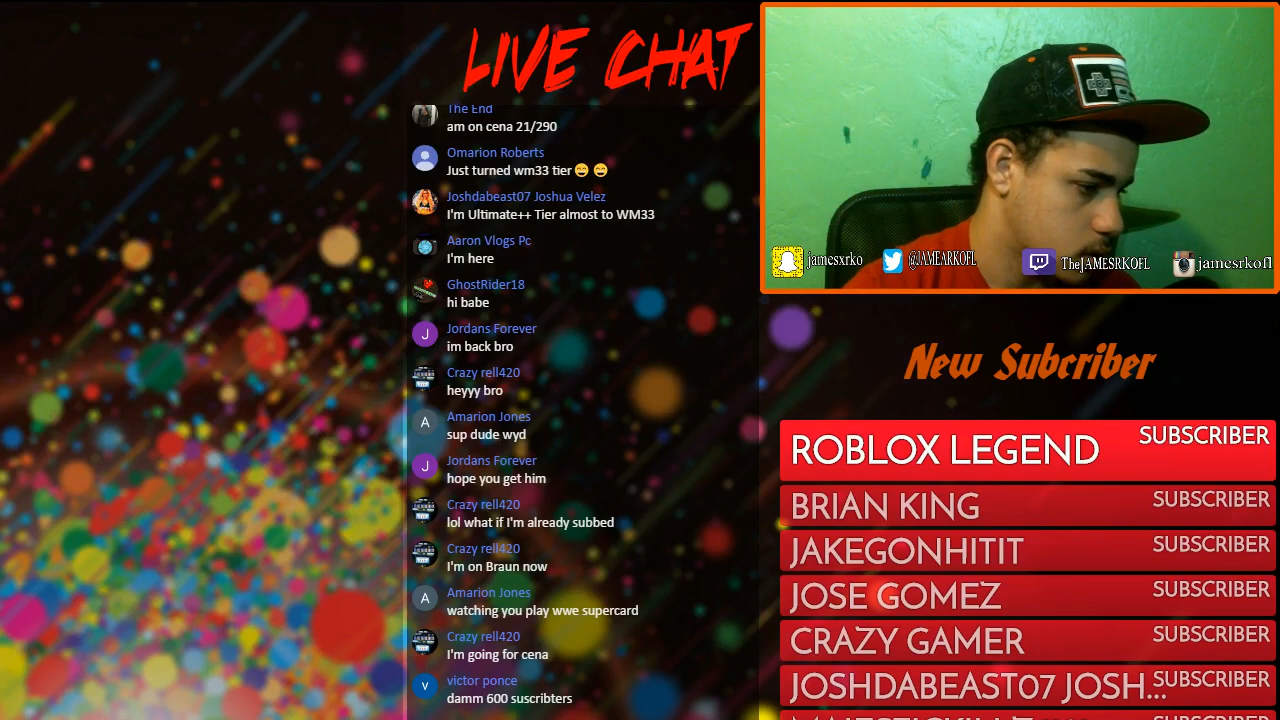 LIVE CHAT
The End
am on cena 21/290
Omarion Roberts
Just turned wm33 tier😄 😄
Joshdabeast07 Joshua Velez
I'm Ultimate++ Tier almost to WM33
Aaron Vlogs Pc
I'm here
GhostRider18
hi babe
Jordans Forever
im back bro
Crazy rell420
heyyy bro
Amarion Jones
sup dude wyd
Jordans Forever
hope you get him
Crazy rell420
lol what if I'm already subbed
Crazy rell420
I'm on Braun now
Amarion Jones
watching you play wwe supercard
Crazy rell420
I'm going for cena
victor ponce
damm 600 suscribters
jamesxrko
@JAMEARKOFL
TheJAMESRKOFL
jamesrkofl
New Subcriber
ROBLOX LEGEND SUBSCRIBER
BRIAN KING SUBSCRIBER
JAKEGONHITIT SUBSCRIBER
JOSE GOMEZ SUBSCRIBER
CRAZY GAMER SUBSCRIBER
JOSHDABEAST07 JOSH... SUBSCRIBER
SUBSCRIBER